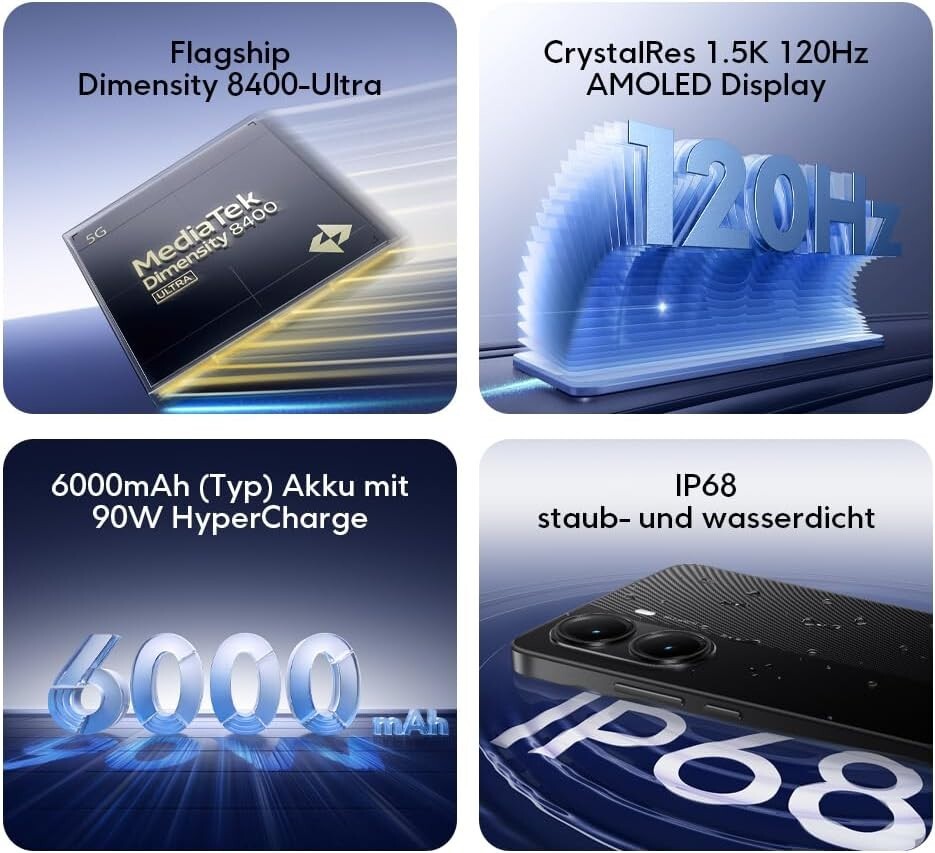 Flagship
Dimensity 8400-Ultra
5G
MediaTek
Dimensity 8400
ULTRA
CrystalRes 1.5K 120Hz
AMOLED Display
120Hz
6000mAh (Typ) Akku mit
90W HyperCharge
6000 mAh
IP68
staub- und wasserdicht
IP68